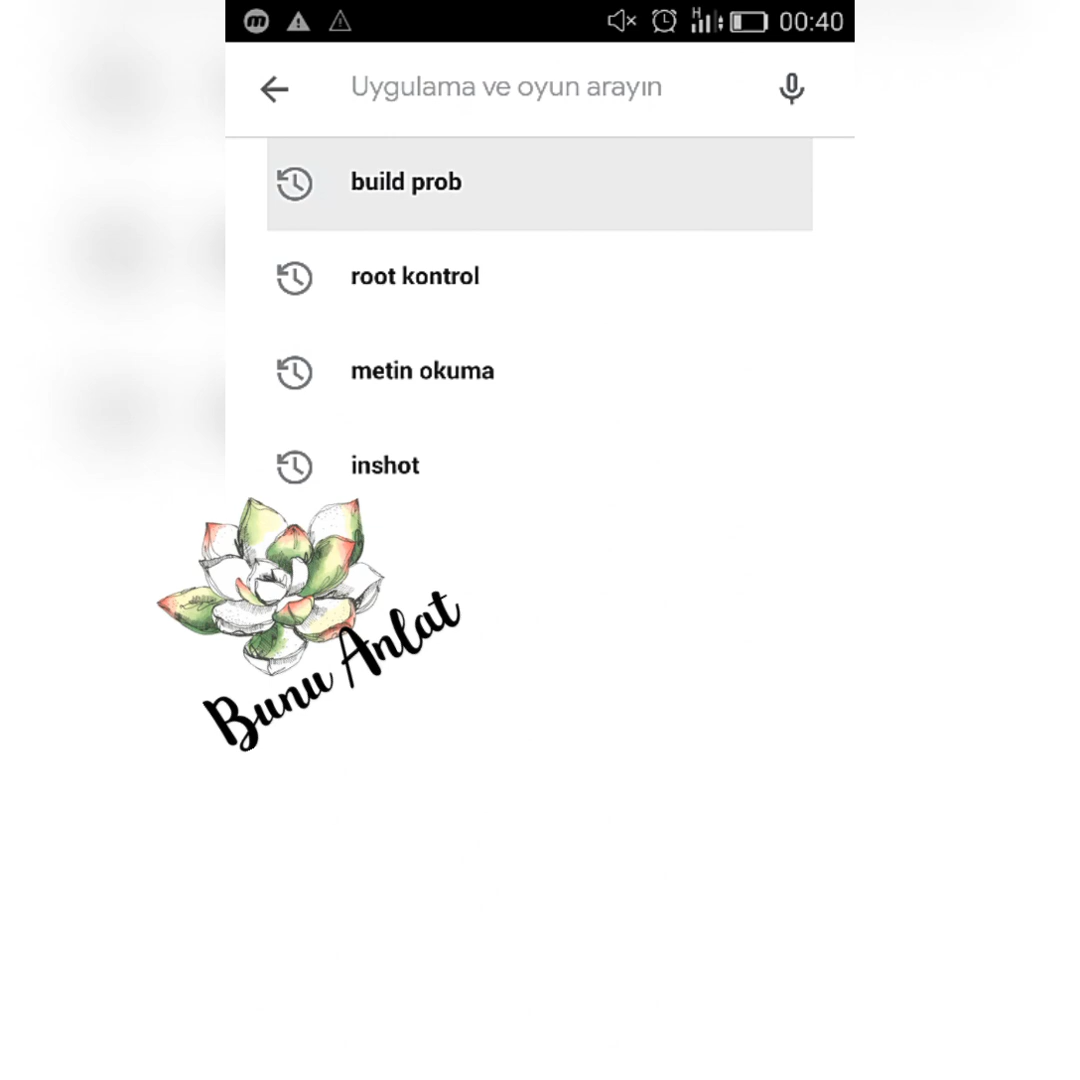 00:40
Uygulama ve oyun arayın
build prob
root kontrol
metin okuma
inshot
Bunu Anlat